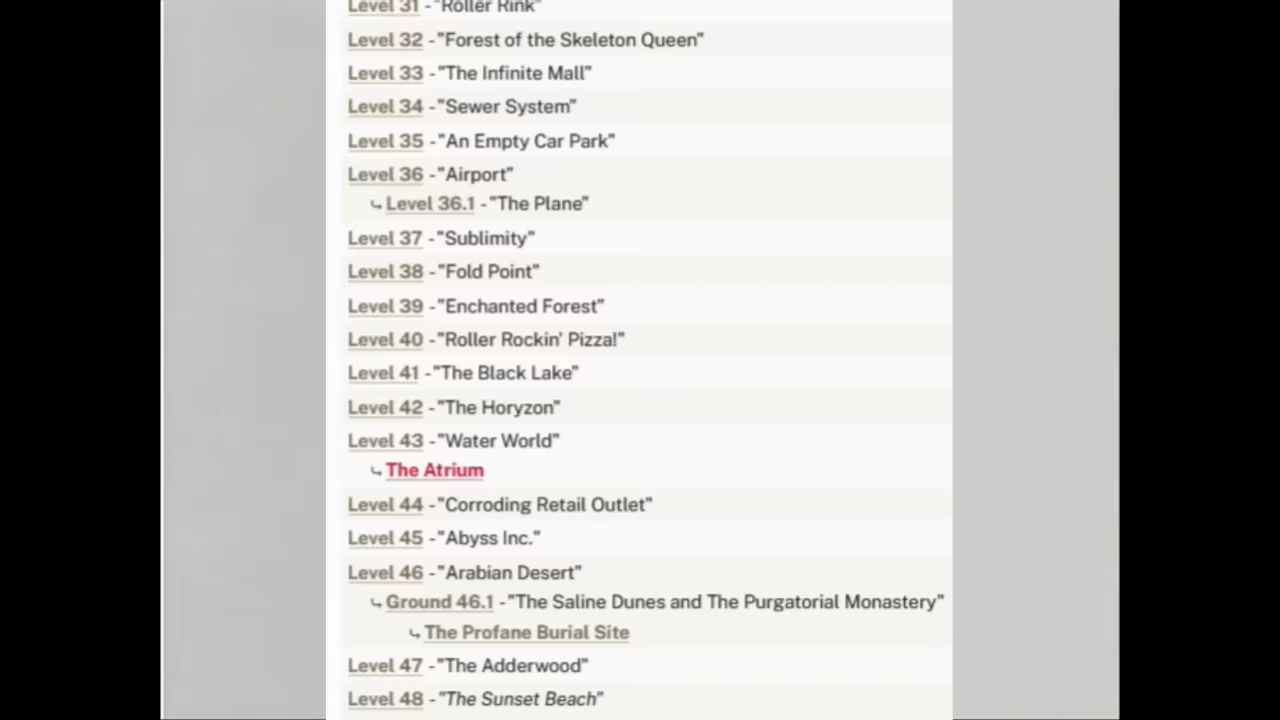 Level 31 - "Roller Rink"
Level 32 - "Forest of the Skeleton Queen"
Level 33 - "The Infinite Mall"
Level 34 - "Sewer System"
Level 35 - "An Empty Car Park"
Level 36 - "Airport"
↳ Level 36.1 - "The Plane"
Level 37 - "Sublimity"
Level 38 - "Fold Point"
Level 39 - "Enchanted Forest"
Level 40 - "Roller Rockin' Pizza!"
Level 41 - "The Black Lake"
Level 42 - "The Horyzon"
Level 43 - "Water World"
↳ The Atrium
Level 44 - "Corroding Retail Outlet"
Level 45 - "Abyss Inc."
Level 46 - "Arabian Desert"
↳ Ground 46.1 - "The Saline Dunes and The Purgatorial Monastery"
↳ The Profane Burial Site
Level 47 - "The Adderwood"
Level 48 - "The Sunset Beach"